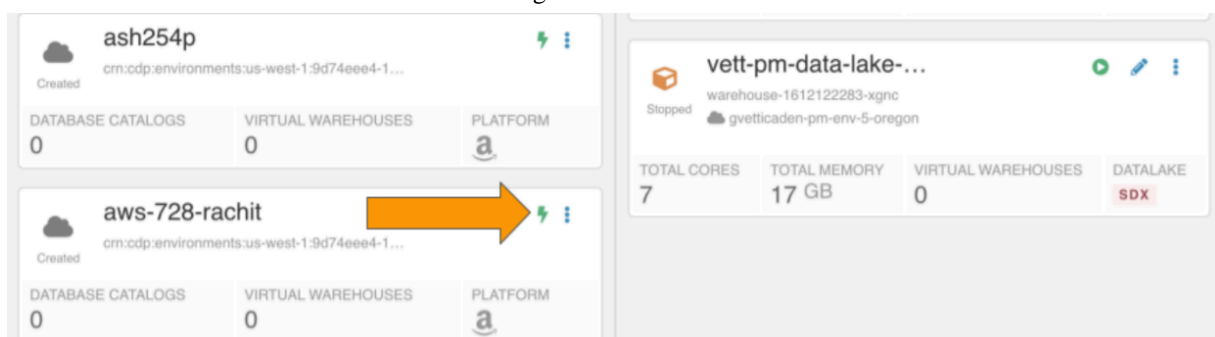 ash254p
crn:cdp:environments:us-west-1:9d74eee4-1...
Created
DATABASE CATALOGS VIRTUAL WAREHOUSES PLATFORM
0 0 a
aws-728-rachit
crn:cdp:environments:us-west-1:9d74eee4-1...
Created
DATABASE CATALOGS VIRTUAL WAREHOUSES PLATFORM
0 0 a
vett-pm-data-lake-...
warehouse-1612122283-xgnc
Stopped
gvetticaden-pm-env-5-oregon
TOTAL CORES TOTAL MEMORY VIRTUAL WAREHOUSES DATALAKE
7 17 GB 0 SDX